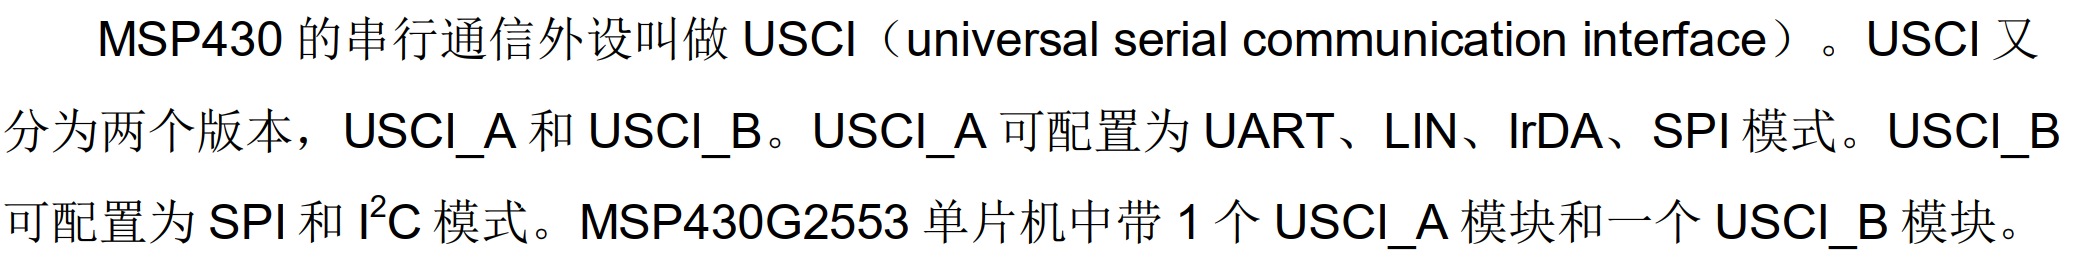 MSP430 的串行通信外设叫做 USCI（universal serial communication interface）。USCI 又
分为两个版本，USCI_A 和 USCI_B。USCI_A 可配置为 UART、LIN、IrDA、SPI 模式。USCI_B
可配置为 SPI 和 I²C 模式。MSP430G2553 单片机中带 1 个 USCI_A 模块和一个 USCI_B 模块。